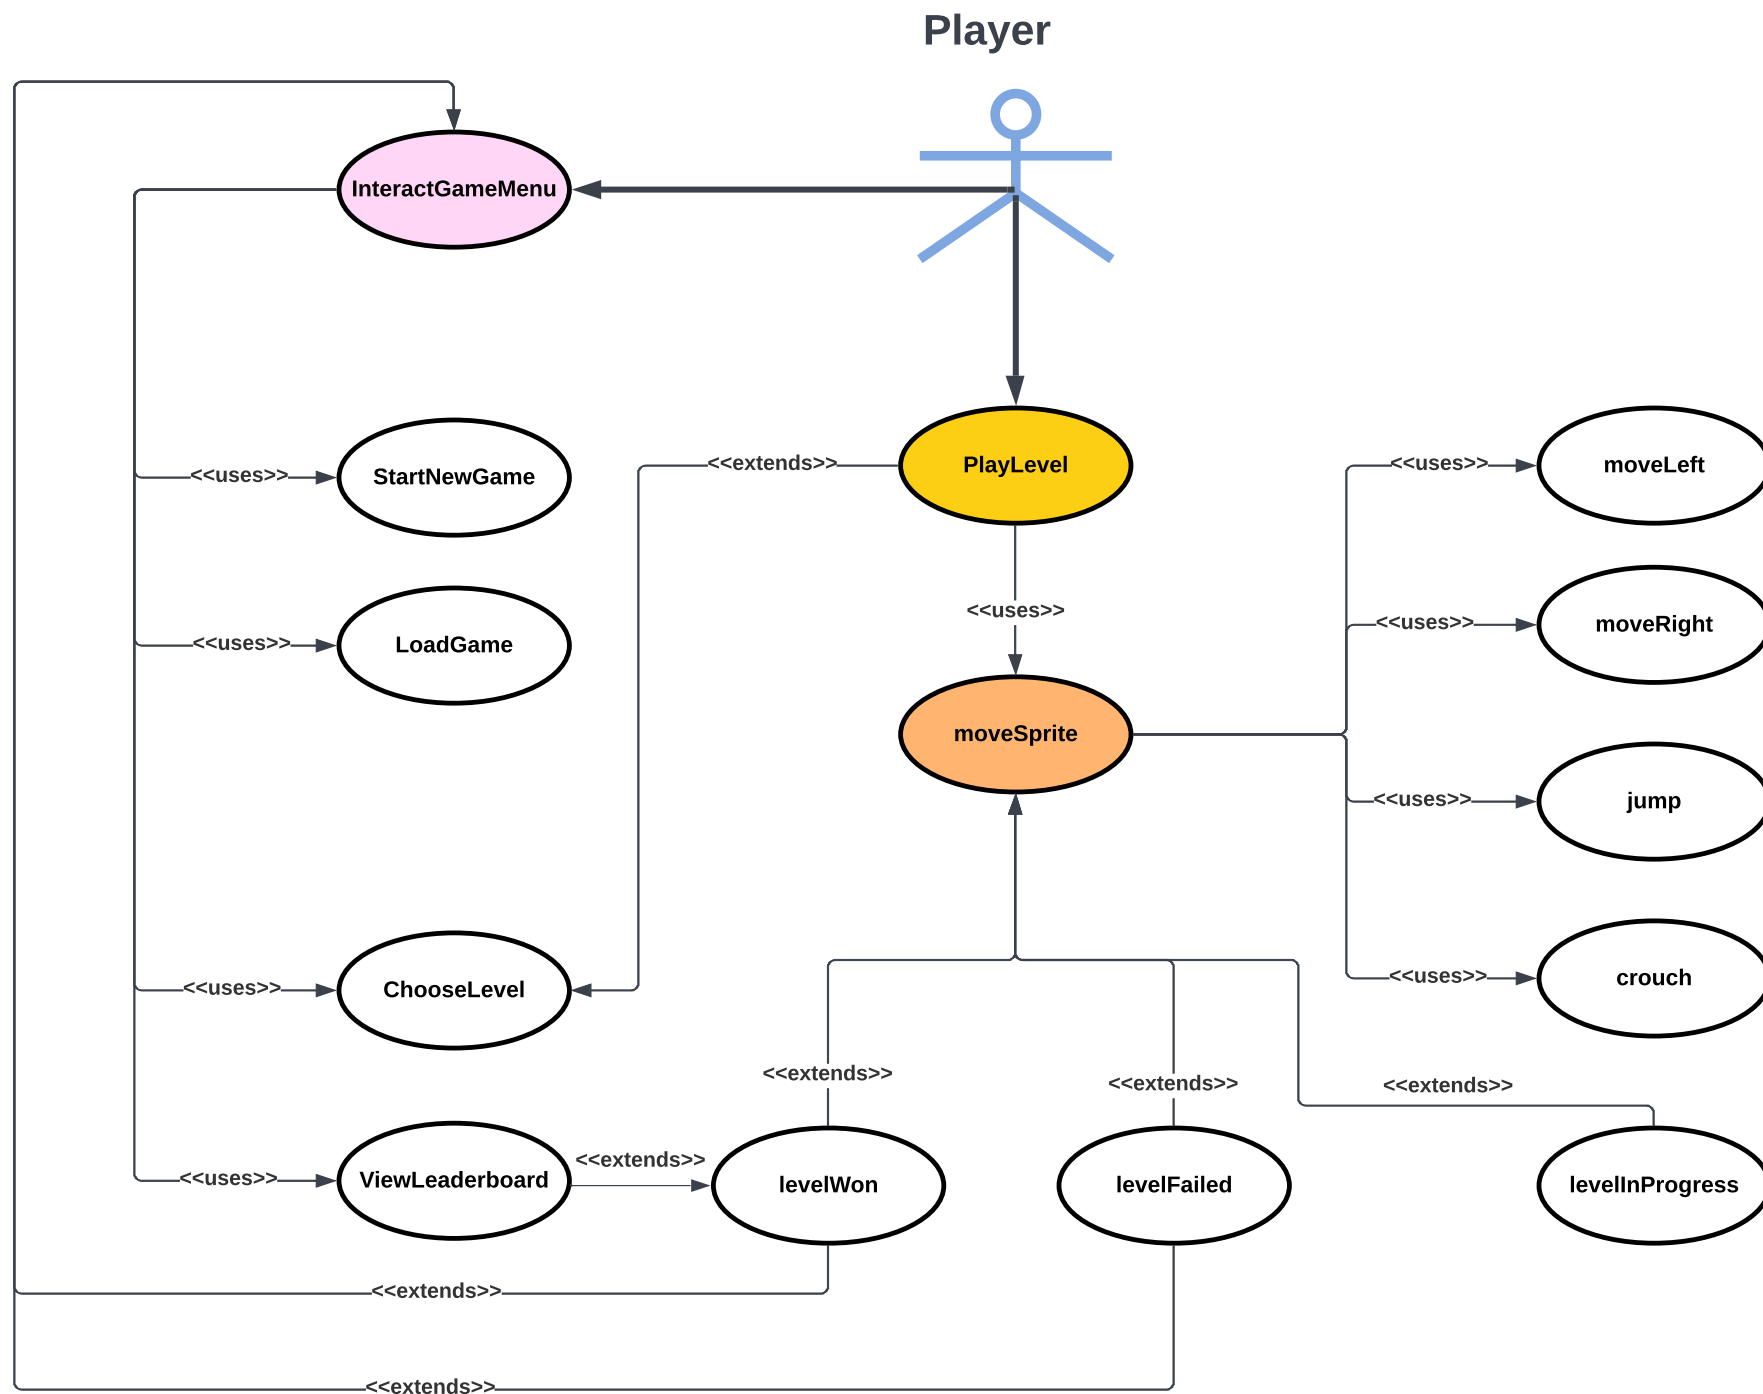 Player
InteractGameMenu
PlayLevel
<<extends>>
moveLeft
<<uses>>
StartNewGame
<<uses>>
<<uses>>
moveRight
<<uses>>
LoadGame
<<uses>>
moveSprite
<<uses>>
jump
<<uses>>
crouch
<<uses>>
ChooseLevel
<<uses>>
<<extends>>
<<extends>>
<<extends>>
ViewLeaderboard
<<uses>>
<<extends>>
levelWon
levelFailed
levelInProgress
<<extends>>
<<extends>>